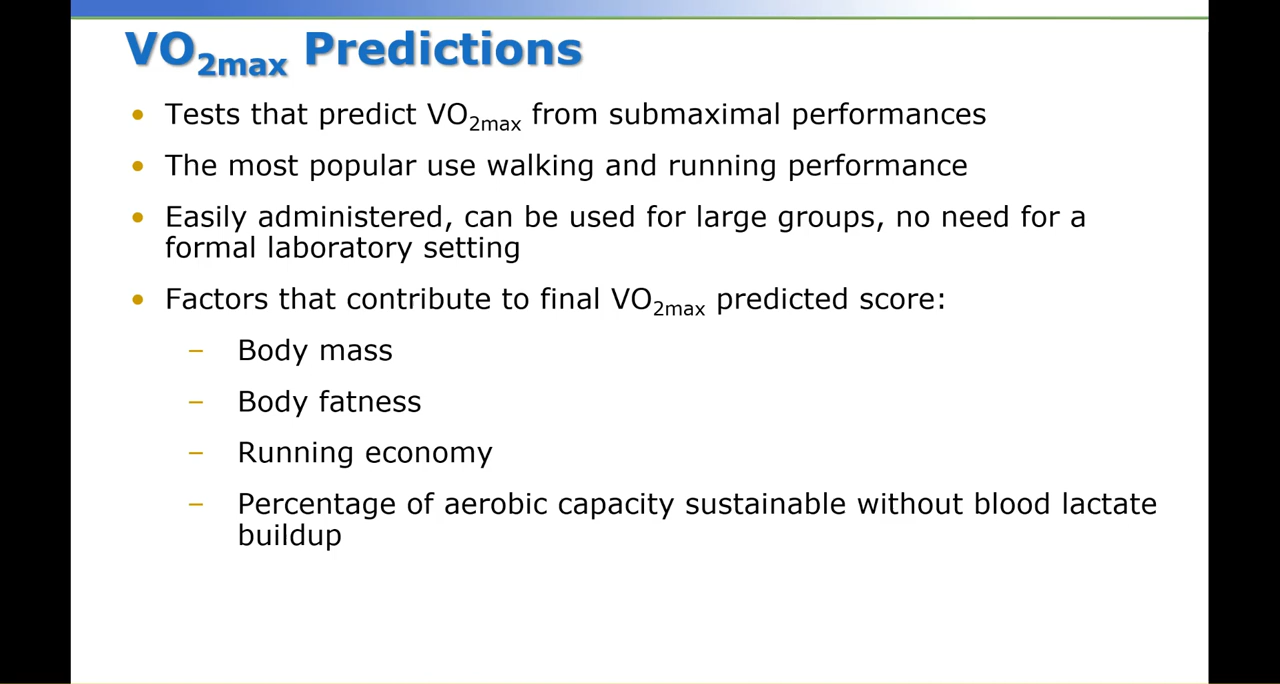 VO2max Predictions
• Tests that predict VO2max from submaximal performances
• The most popular use walking and running performance
• Easily administered, can be used for large groups, no need for a
formal laboratory setting
• Factors that contribute to final VO2max predicted score:
– Body mass
– Body fatness
– Running economy
– Percentage of aerobic capacity sustainable without blood lactate
buildup